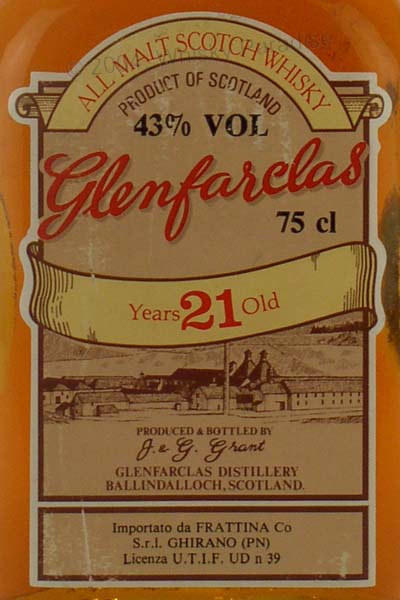 ALL MALT SCOTCH WHISKY
PRODUCT OF SCOTLAND
43% VOL
Glenfarclas
75 cl
Years 21 Old
PRODUCED & BOTTLED BY
J. & G. Grant
GLENFARCLAS DISTILLERY
BALLINDALLOCH, SCOTLAND.
Importato da FRATTINA Co
S.r.l. GHIRANO (PN)
Licenza U.T.I.F. UD n 39